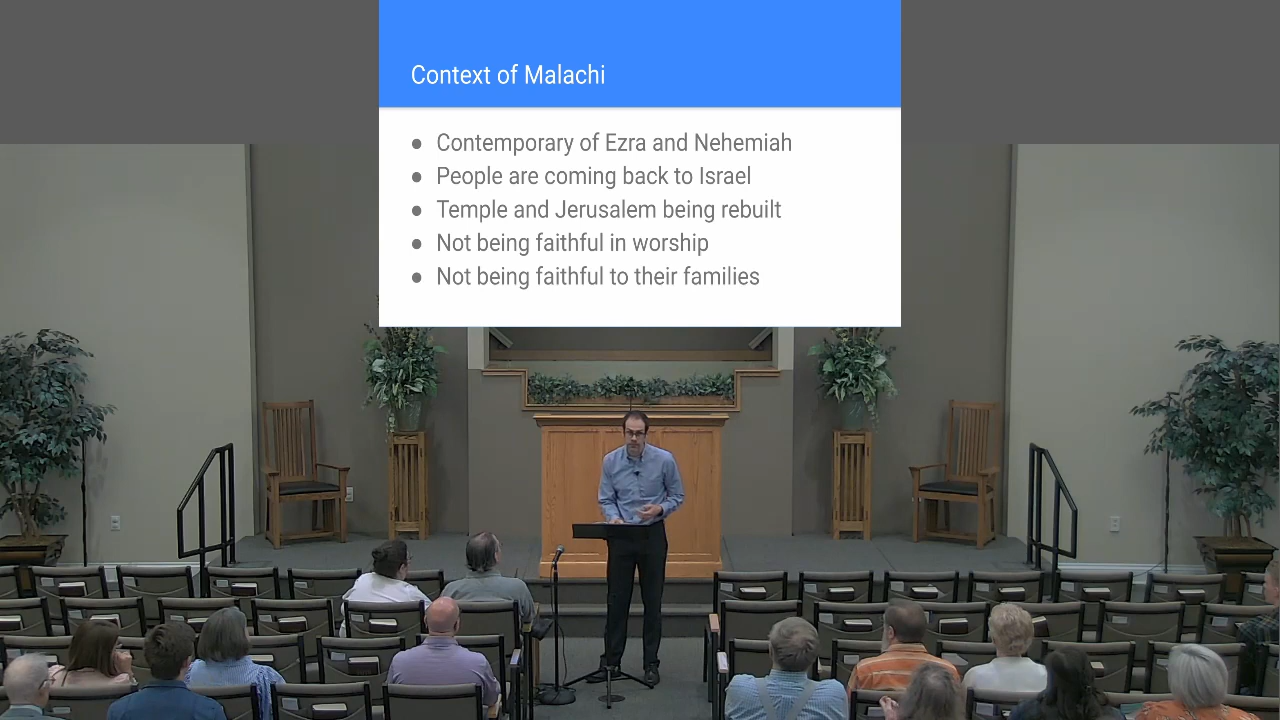 Context of Malachi
● Contemporary of Ezra and Nehemiah
● People are coming back to Israel
● Temple and Jerusalem being rebuilt
● Not being faithful in worship
● Not being faithful to their families